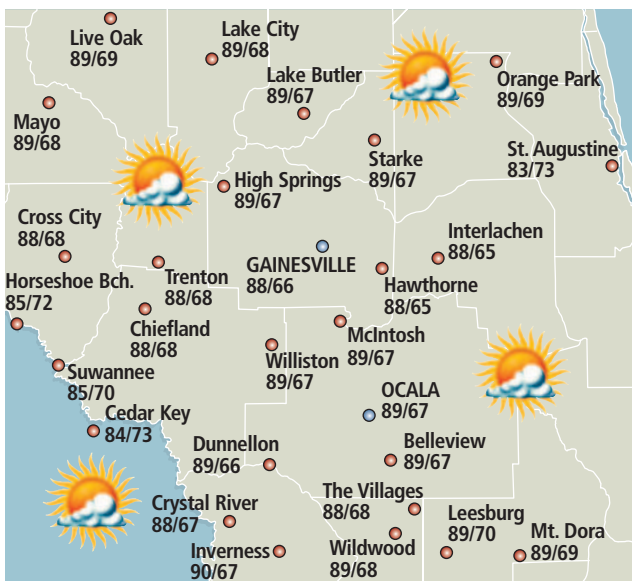 Live Oak
89/69
Lake City
89/68
Lake Butler
89/67
Orange Park
89/69
Mayo
89/68
Starke
89/67
St. Augustine
83/73
High Springs
89/67
Cross City
88/68
Interlachen
88/65
Trenton
88/68
GAINESVILLE
88/66
Hawthorne
88/65
Horseshoe Bch.
85/72
Chiefland
88/68
McIntosh
89/67
Williston
89/67
Suwannee
85/70
OCALA
89/67
Cedar Key
84/73
Dunnellon
89/66
Belleview
89/67
Crystal River
88/67
The Villages
88/68
Leesburg
89/70
Mt. Dora
89/69
Inverness
90/67
Wildwood
89/68